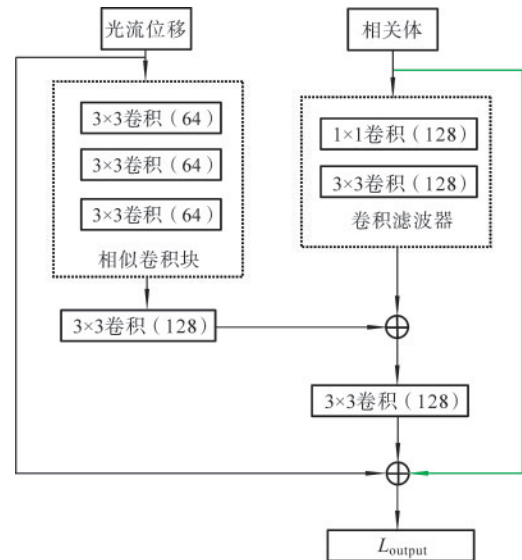 光流位移
相关体
3×3卷积（64）
3×3卷积（64）
3×3卷积（64）
相似卷积块
1×1卷积（128）
3×3卷积（128）
卷积滤波器
3×3卷积（128）
3×3卷积（128）
Loutput